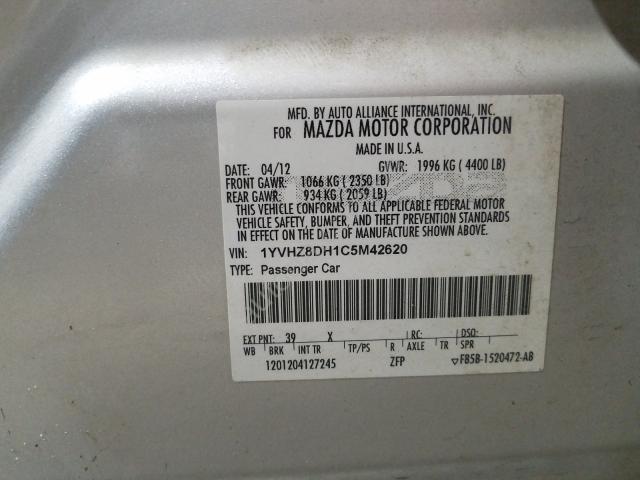 MFD. BY AUTO ALLIANCE INTERNATIONAL, INC.
FOR MAZDA MOTOR CORPORATION
MADE IN U.S.A.
DATE: 04/12 GVWR: 1996 KG ( 4400 LB)
FRONT GAWR: 1066 KG ( 2350 LB)
REAR GAWR: 934 KG ( 2059 LB)
THIS VEHICLE CONFORMS TO ALL APPLICABLE FEDERAL MOTOR
VEHICLE SAFETY, BUMPER, AND THEFT PREVENTION STANDARDS
IN EFFECT ON THE DATE OF MANUFACTURE SHOWN ABOVE.
VIN: 1YVHZ8DH1C5M42620
TYPE: Passenger Car
EXT PNT: 39 X RC: DSO:
WB BRK INT TR TP/PS R AXLE TR SPR
1201204127245 ZFP ▽F85B-1520472-AB